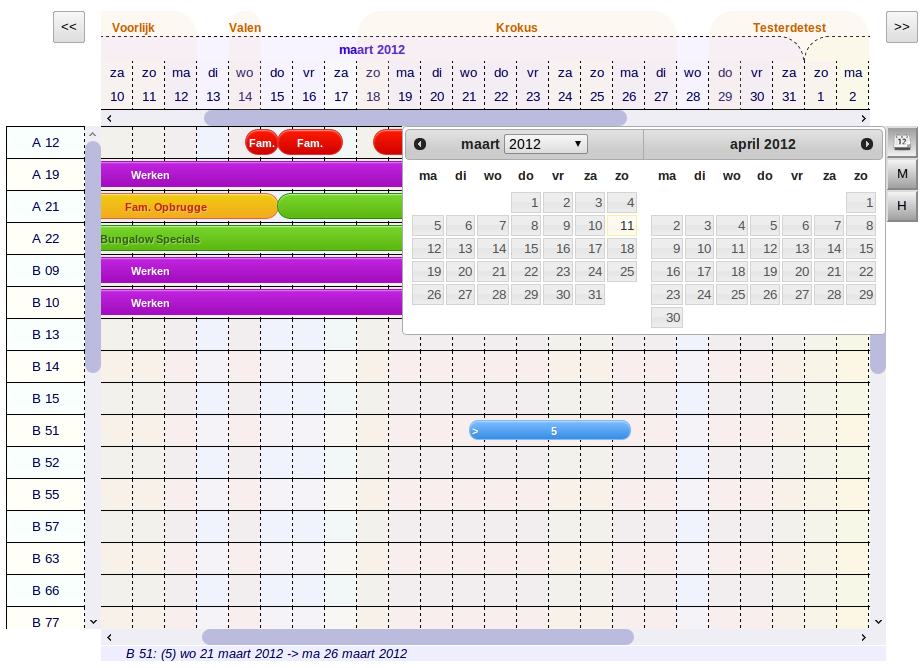 << Voorlijk Valen Krokus Testerdetest >>
maart 2012
za zo ma di wo do vr za zo ma di wo do vr za zo ma di wo do vr za zo ma
10 11 12 13 14 15 16 17 18 19 20 21 22 23 24 25 26 27 28 29 30 31 1 2
A 12 Fam. Fam.
A 19 Werken
A 21 Fam. Opbrugge
A 22 Bungalow Specials
B 09 Werken
B 10 Werken
maart 2012 april 2012
ma di wo do vr za zo ma di wo do vr za zo
1 2 3 4 1
5 6 7 8 9 10 11 2 3 4 5 6 7 8
12 13 14 15 16 17 18 9 10 11 12 13 14 15
19 20 21 22 23 24 25 16 17 18 19 20 21 22
26 27 28 29 30 31 23 24 25 26 27 28 29
30
12
M
H
B 13
B 14
B 15
B 51 > 5
B 52
B 55
B 57
B 63
B 66
B 77
B 51: (5) wo 21 maart 2012 -> ma 26 maart 2012